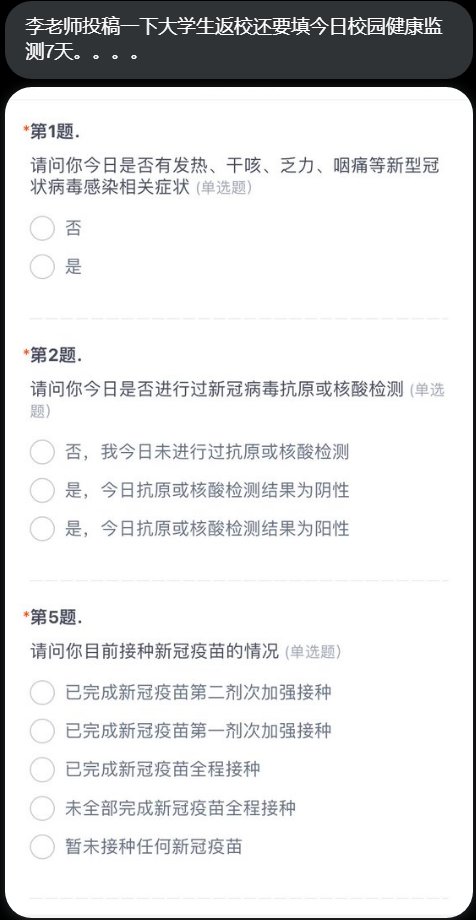 李老师投稿一下大学生返校还要填今日校园健康监
测7天。。。。
*第1题.
请问你今日是否有发热、干咳、乏力、咽痛等新型冠
状病毒感染相关症状 (单选题)
否
是
*第2题.
请问你今日是否进行过新冠病毒抗原或核酸检测 (单选
题)
否，我今日未进行过抗原或核酸检测
是，今日抗原或核酸检测结果为阴性
是，今日抗原或核酸检测结果为阳性
*第5题.
请问你目前接种新冠疫苗的情况 (单选题)
已完成新冠疫苗第二剂次加强接种
已完成新冠疫苗第一剂次加强接种
已完成新冠疫苗全程接种
未全部完成新冠疫苗全程接种
暂未接种任何新冠疫苗